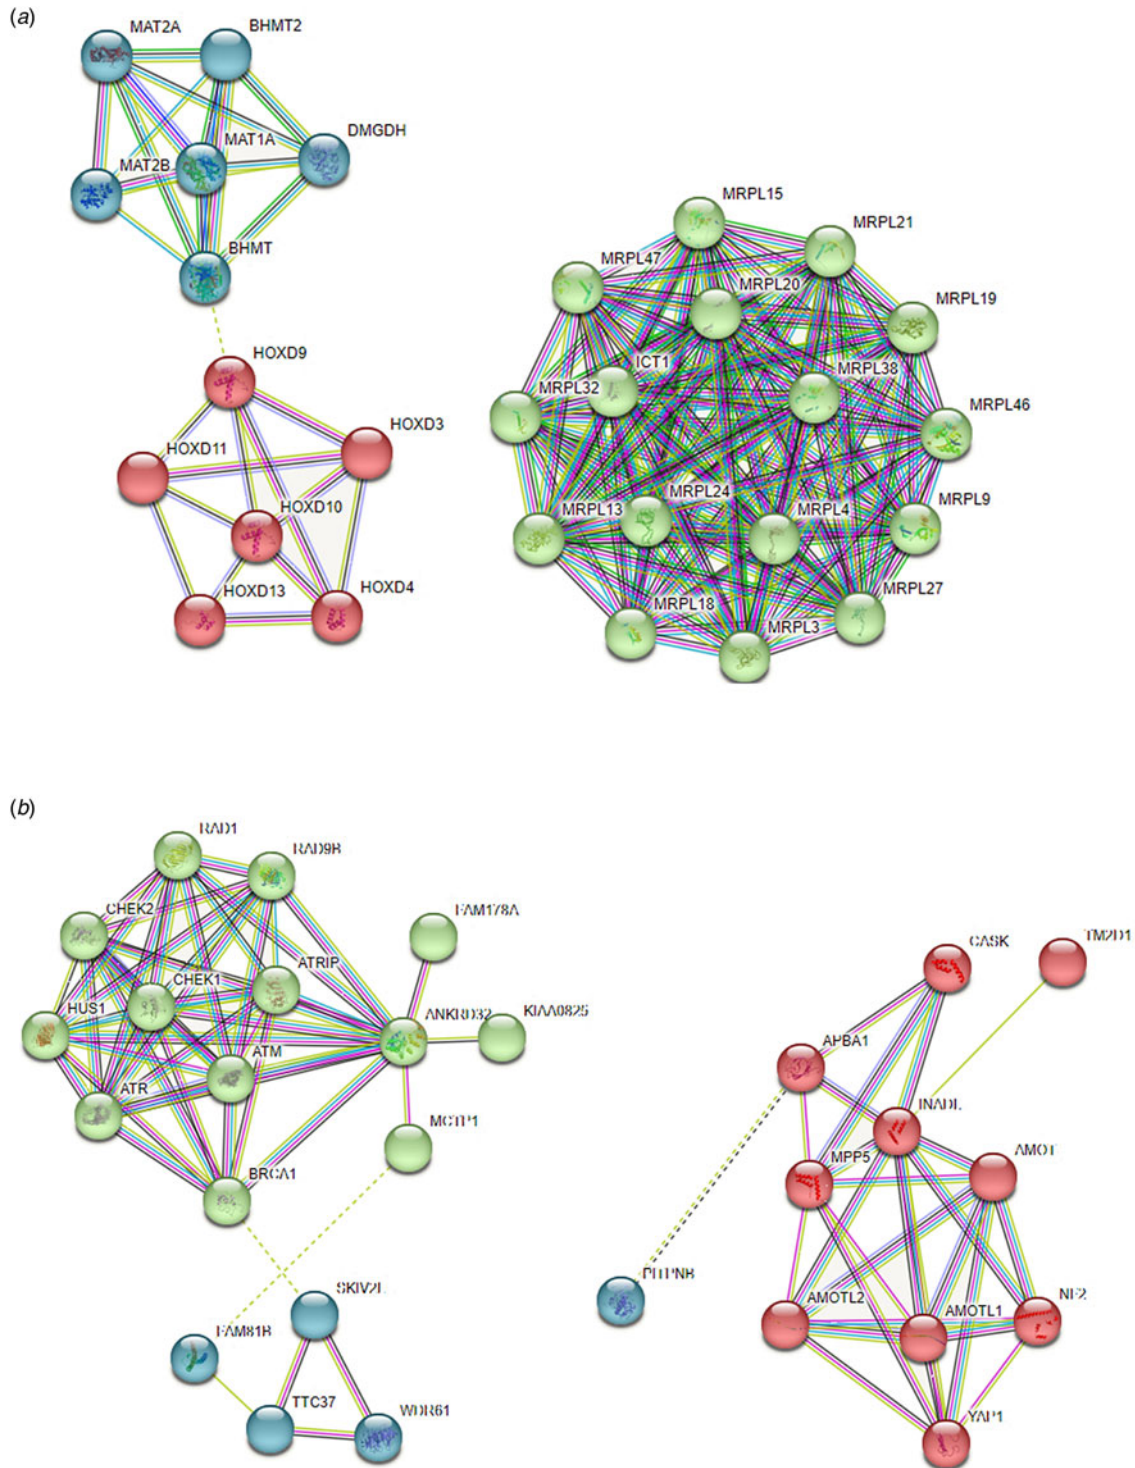 (a)
MAT2A
BHMT2
DMGDH
MAT1A
MAT2B
BHMT
HOXD9
HOXD3
HOXD11
HOXD10
HOXD13
HOXD4
MRPL15
MRPL21
MRPL47
MRPL20
MRPL19
ICT1
MRPL38
MRPL32
MRPL46
MRPL24
MRPL9
MRPL13
MRPL4
MRPL27
MRPL18
MRPL3
(b)
RAD1
RAD9B
CHEK2
FAM178A
ATRIP
CHEK1
HUS1
ANKRD32
KIAA0825
ATM
ATR
MCTP1
BRCA1
SKIV2L
FAM81B
TTC37
WDR61
CASK
TM2D1
APBA1
INADL
MPP5
AMOT
PITPNB
AMOTL2
AMOTL1
NF2
YAP1